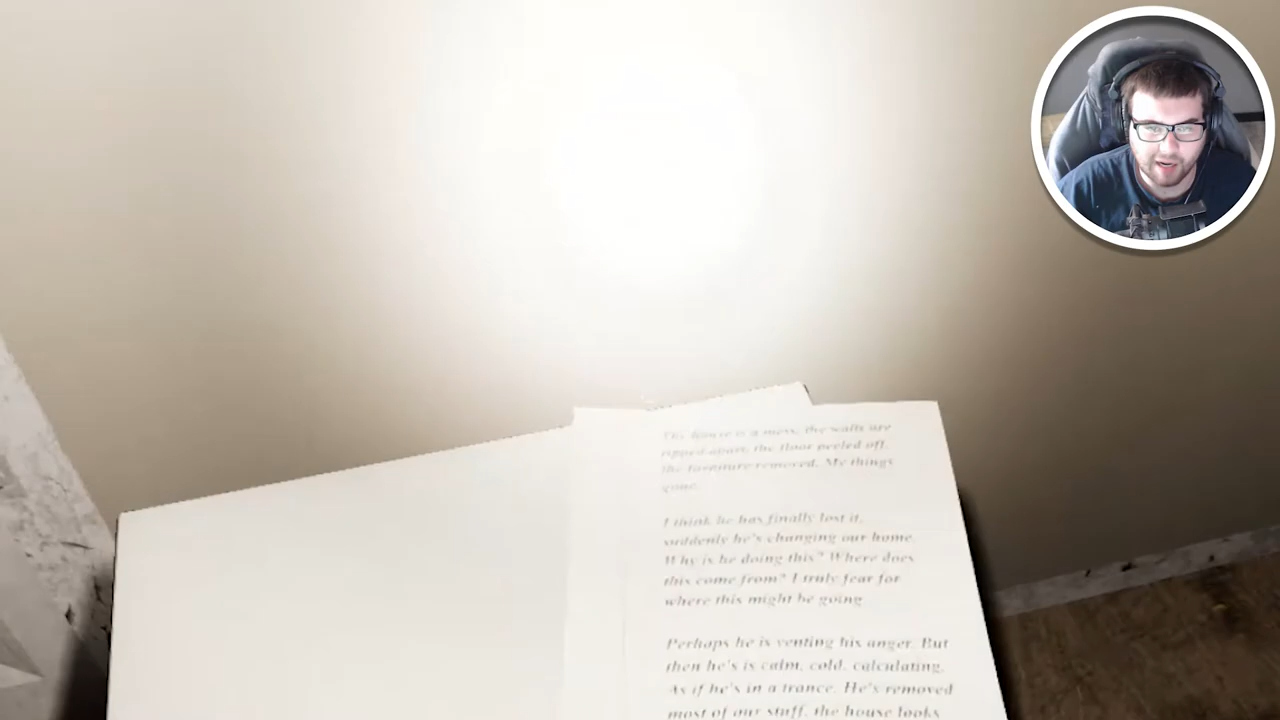 The house is a mess, the walls are
ripped apart, the floor peeled off,
the furniture removed. My things
gone.
I think he has finally lost it,
suddenly he's changing our home.
Why is he doing this? Where does
this come from? I truly fear for
where this might be going
Perhaps he is venting his anger. But
then he's is calm, cold, calculating.
As if he's in a trance. He's removed
most of our stuff, the house looks